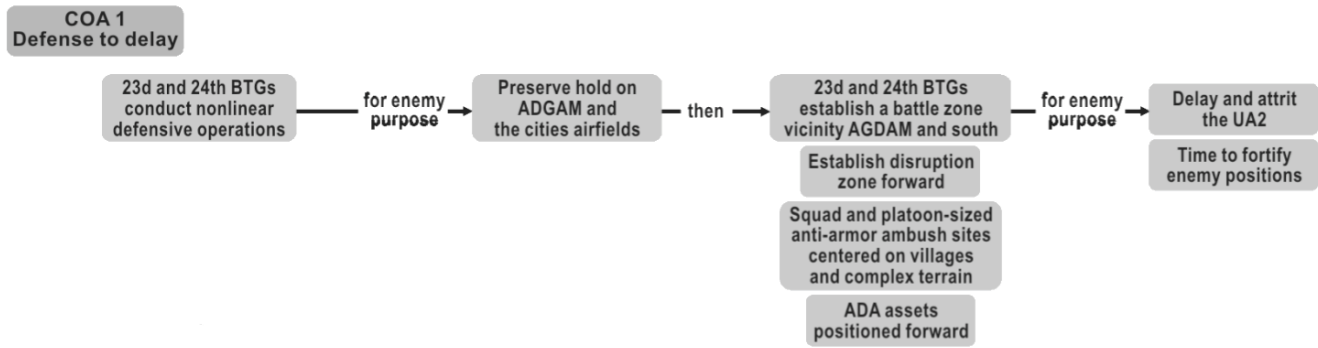 COA 1
Defense to delay
23d and 24th BTGs
conduct nonlinear
defensive operations
for enemy
purpose
Preserve hold on
ADGAM and
the cities airfields
then
23d and 24th BTGs
establish a battle zone
vicinity AGDAM and south
Establish disruption
zone forward
Squad and platoon-sized
anti-armor ambush sites
centered on villages
and complex terrain
ADA assets
positioned forward
for enemy
purpose
Delay and attrit
the UA2
Time to fortify
enemy positions